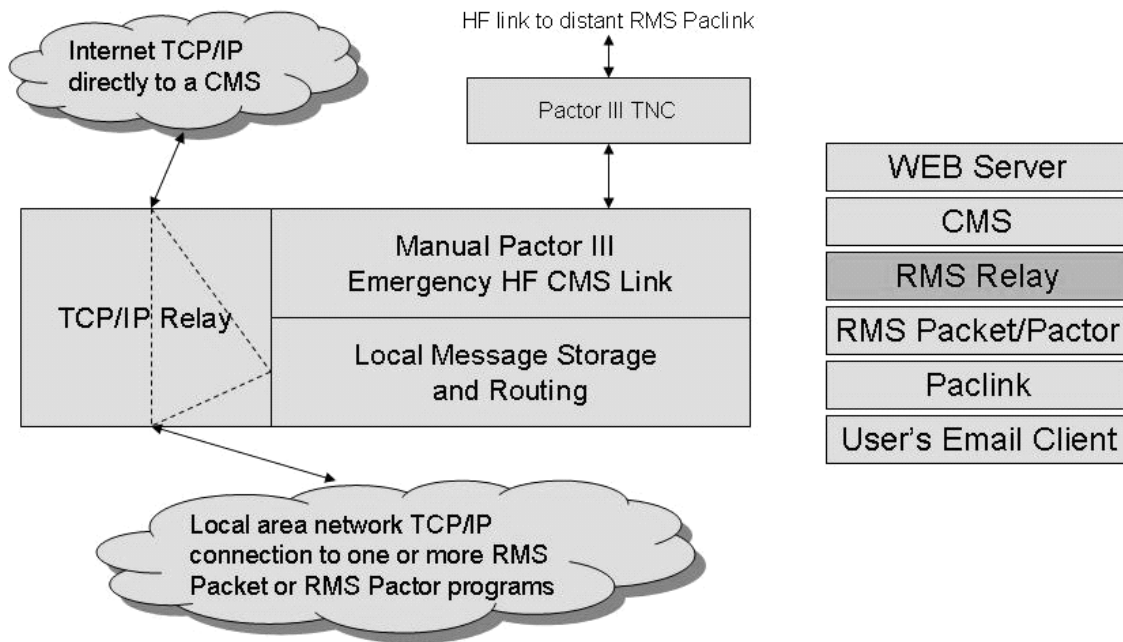 HF link to distant RMS Paclink
Internet TCP/IP
directly to a CMS
Pactor III TNC
Manual Pactor III
Emergency HF CMS Link
TCP/IP Relay
Local Message Storage
and Routing
Local area network TCP/IP
connection to one or more RMS
Packet or RMS Pactor programs
WEB Server
CMS
RMS Relay
RMS Packet/Pactor
Paclink
User's Email Client